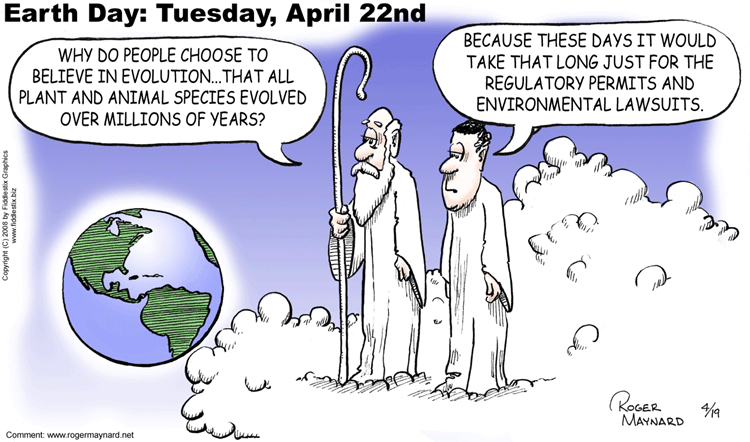 Earth Day: Tuesday, April 22nd
WHY DO PEOPLE CHOOSE TO
BELIEVE IN EVOLUTION...THAT ALL
PLANT AND ANIMAL SPECIES EVOLVED
OVER MILLIONS OF YEARS?
BECAUSE THESE DAYS IT WOULD
TAKE THAT LONG JUST FOR THE
REGULATORY PERMITS AND
ENVIRONMENTAL LAWSUITS.
Copyright (C) 2008 by Fiddlestix Graphics
www.fiddlestix.biz
ROGER
MAYNARD
4/19
Comment: www.rogermaynard.net